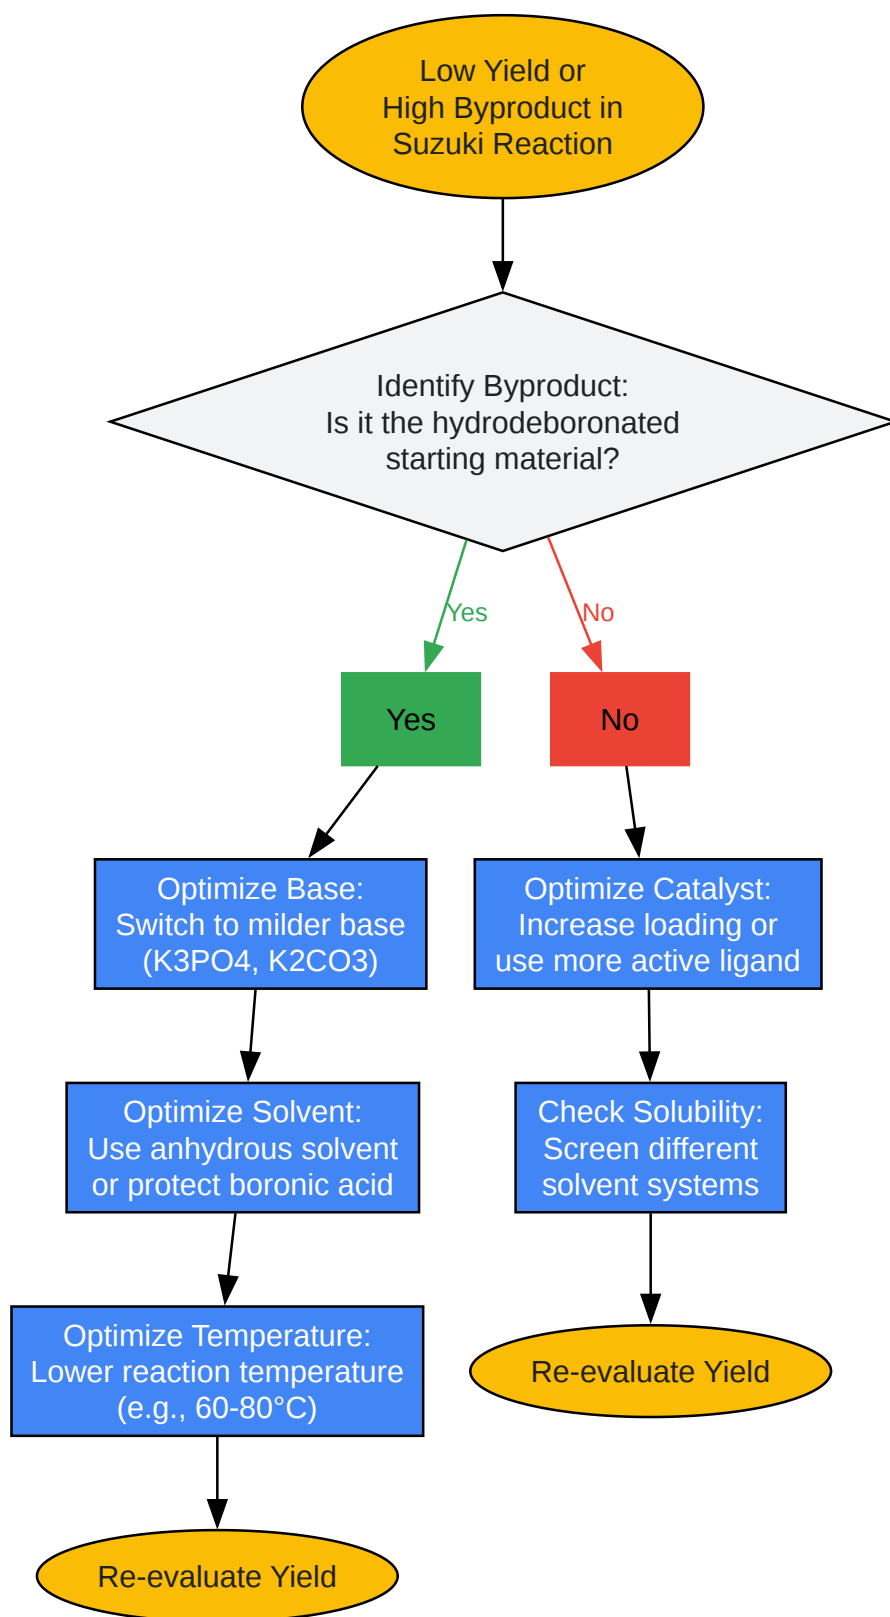 Low Yield or
High Byproduct in
Suzuki Reaction
Identify Byproduct:
Is it the hydrodeboronated
starting material?
Yes
No
Yes
No
Optimize Base:
Switch to milder base
(K3PO4, K2CO3)
Optimize Catalyst:
Increase loading or
use more active ligand
Optimize Solvent:
Use anhydrous solvent
or protect boronic acid
Check Solubility:
Screen different
solvent systems
Optimize Temperature:
Lower reaction temperature
(e.g., 60-80°C)
Re-evaluate Yield
Re-evaluate Yield